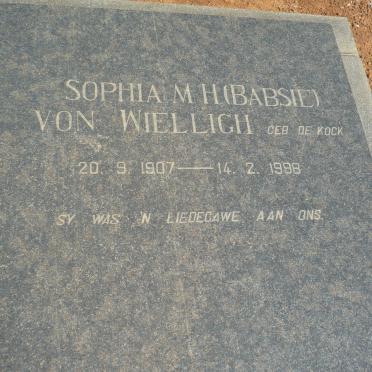 SOPHIA M.H.(BABSIE)
VON WIELLIGH GEB. DE KOCK
20. 9. 1907 — 14. 2. 1998
SY WAS 'N LIEDEGAWE AAN ONS.